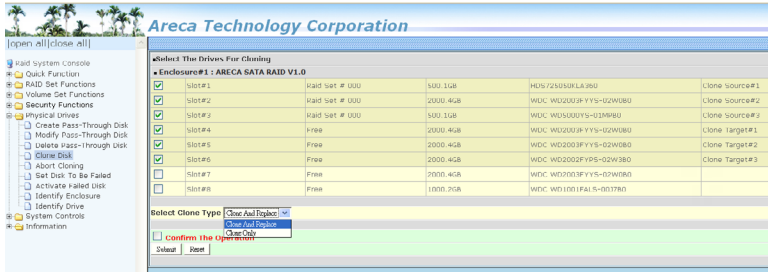 Areca Technology Corporation
|open all|close all|
Raid System Console
Quick Function
RAID Set Functions
Volume Set Functions
Security Functions
Physical Drives
Create Pass-Through Disk
Modify Pass-Through Disk
Delete Pass-Through Disk
Clone Disk
Abort Cloning
Set Disk To Be Failed
Activate Failed Disk
Identify Enclosure
Identify Drive
System Controls
Information
Select The Drives For Cloning
Enclosure#1 : ARECA SATA RAID V1.0
Slot#1 Raid Set # 000 500.1GB Clone Source#1
Slot#2 Raid Set # 000 2000.4GB WDC WD2003FYYS-02W0B0 Clone Source#2
Slot#3 Raid Set # 000 500.1GB Clone Source#3
Slot#4 Free 2000.4GB WDC WD2003FYYS-02W0B0 Clone Target#1
Slot#5 Free 2000.4GB WDC WD2003FYYS-02W0B0 Clone Target#2
Slot#6 Free 2000.4GB WDC WD2002FYPS-02W3B0 Clone Target#3
Slot#7 Free 2000.4GB WDC WD2003FYYS-02W0B0
Slot#8 Free 1000.2GB
Select Clone Type Clone And Replace
Clone And Replace
Clone Only
Confirm The Operation
Submit Reset